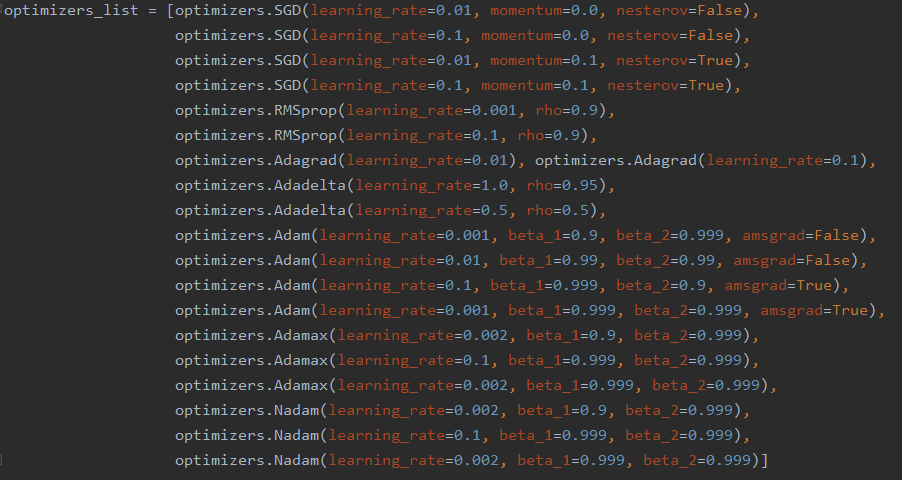 optimizers_list = [optimizers.SGD(learning_rate=0.01, momentum=0.0, nesterov=False),
optimizers.SGD(learning_rate=0.1, momentum=0.0, nesterov=False),
optimizers.SGD(learning_rate=0.01, momentum=0.1, nesterov=True),
optimizers.SGD(learning_rate=0.1, momentum=0.1, nesterov=True),
optimizers.RMSprop(learning_rate=0.001, rho=0.9),
optimizers.RMSprop(learning_rate=0.1, rho=0.9),
optimizers.Adagrad(learning_rate=0.01), optimizers.Adagrad(learning_rate=0.1),
optimizers.Adadelta(learning_rate=1.0, rho=0.95),
optimizers.Adadelta(learning_rate=0.5, rho=0.5),
optimizers.Adam(learning_rate=0.001, beta_1=0.9, beta_2=0.999, amsgrad=False),
optimizers.Adam(learning_rate=0.01, beta_1=0.99, beta_2=0.99, amsgrad=False),
optimizers.Adam(learning_rate=0.1, beta_1=0.999, beta_2=0.9, amsgrad=True),
optimizers.Adam(learning_rate=0.001, beta_1=0.999, beta_2=0.999, amsgrad=True),
optimizers.Adamax(learning_rate=0.002, beta_1=0.9, beta_2=0.999),
optimizers.Adamax(learning_rate=0.1, beta_1=0.999, beta_2=0.999),
optimizers.Adamax(learning_rate=0.002, beta_1=0.999, beta_2=0.999),
optimizers.Nadam(learning_rate=0.002, beta_1=0.9, beta_2=0.999),
optimizers.Nadam(learning_rate=0.1, beta_1=0.999, beta_2=0.999),
optimizers.Nadam(learning_rate=0.002, beta_1=0.999, beta_2=0.999)]